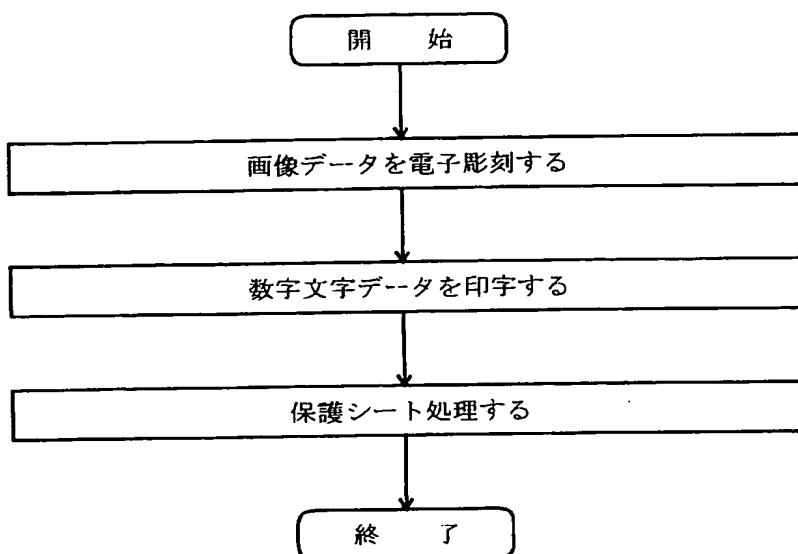 開 始
画像データを電子彫刻する
数字文字データを印字する
保護シート処理する
終 了